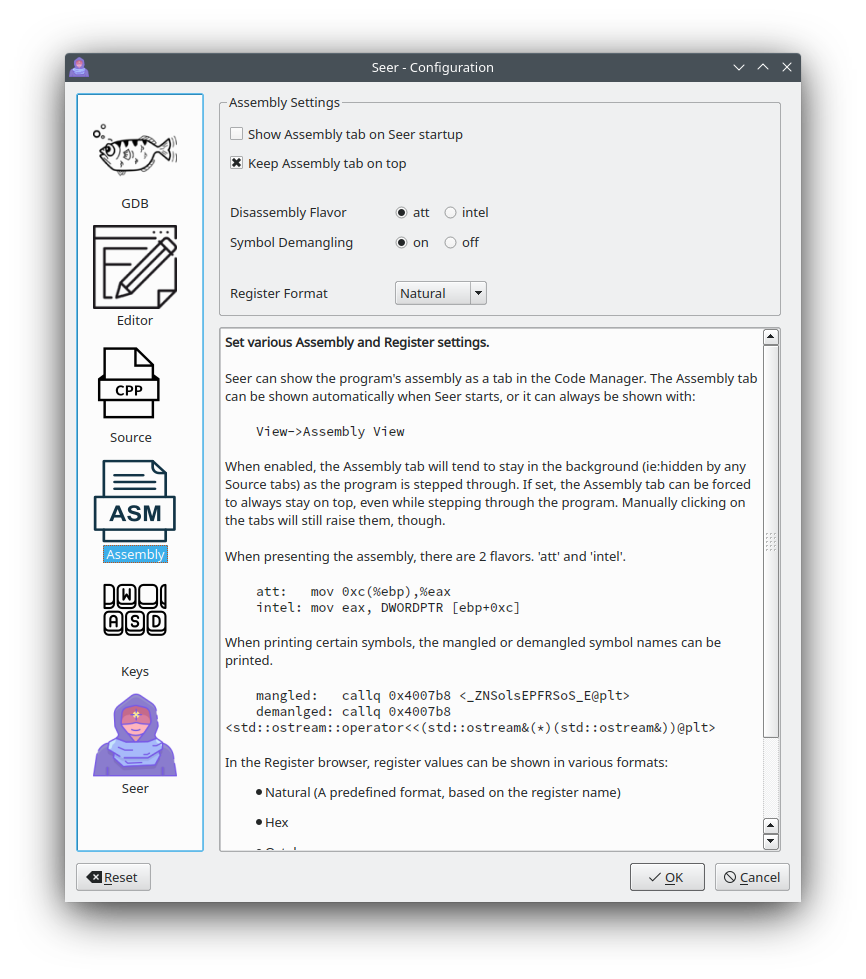 Seer - Configuration
GDB
Editor
CPP
Source
ASM
Assembly
W
A S D
Keys
Seer
Assembly Settings
Show Assembly tab on Seer startup
Keep Assembly tab on top
Disassembly Flavor att intel
Symbol Demangling on off
Register Format Natural
Set various Assembly and Register settings.
Seer can show the program's assembly as a tab in the Code Manager. The Assembly tab
can be shown automatically when Seer starts, or it can always be shown with:
View->Assembly View
When enabled, the Assembly tab will tend to stay in the background (ie:hidden by any
Source tabs) as the program is stepped through. If set, the Assembly tab can be forced
to always stay on top, even while stepping through the program. Manually clicking on
the tabs will still raise them, though.
When presenting the assembly, there are 2 flavors. 'att' and 'intel'.
att:   mov 0xc(%ebp),%eax
intel: mov eax, DWORDPTR [ebp+0xc]
When printing certain symbols, the mangled or demangled symbol names can be
printed.
mangled:   callq 0x4007b8 <_ZNSolsEPFRSoS_E@plt>
demanlged: callq 0x4007b8
<std::ostream::operator<<(std::ostream&(*)(std::ostream&))@plt>
In the Register browser, register values can be shown in various formats:
● Natural (A predefined format, based on the register name)
● Hex
Reset
OK
Cancel